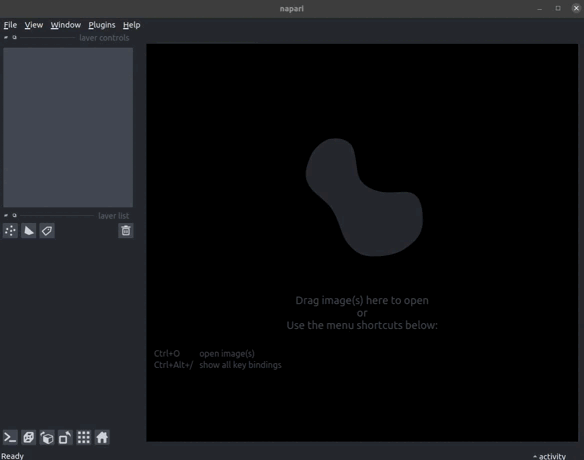 napari
File View Window Plugins Help
layer controls
layer list
Drag image(s) here to open
or
Use the menu shortcuts below:
Ctrl+O open image(s)
Ctrl+Alt+/ show all key bindings
Ready
activity